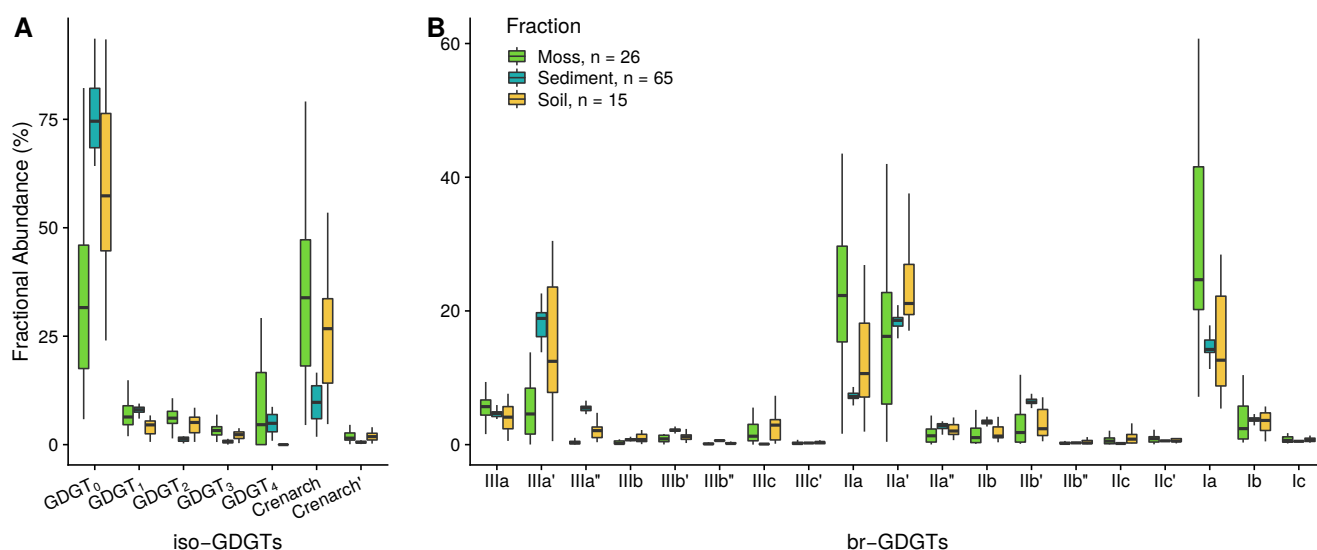 A
Fractional Abundance (%)
75
50
25
0
GDGT₀
GDGT₁
GDGT₂
GDGT₃
GDGT₄
Crenarch
Crenarch'
iso−GDGTs
B
Fraction
Moss, n = 26
Sediment, n = 65
Soil, n = 15
60
40
20
0
IIIa IIIa' IIIa" IIIb IIIb' IIIb" IIIc IIIc' IIa IIa' IIa" IIb IIb' IIb" IIc IIc' Ia Ib Ic
br−GDGTs